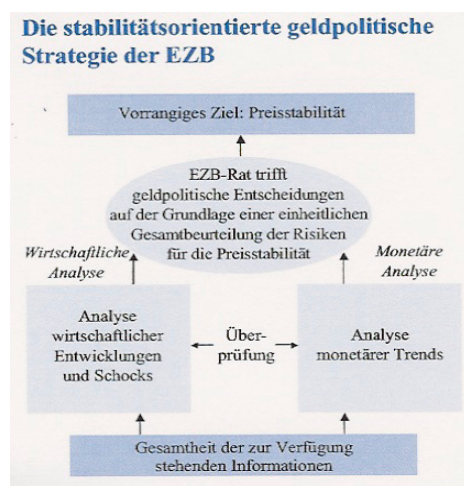 Die stabilitätsorientierte geldpolitische
Strategie der EZB
Vorrangiges Ziel: Preisstabilität
EZB-Rat trifft
geldpolitische Entscheidungen
auf der Grundlage einer einheitlichen
Gesamtbeurteilung der Risiken
für die Preisstabilität
Wirtschaftliche
Analyse
Monetäre
Analyse
Analyse
wirtschaftlicher
Entwicklungen
und Schocks
Über-
prüfung
Analyse
monetärer Trends
Gesamtheit der zur Verfügung
stehenden Informationen